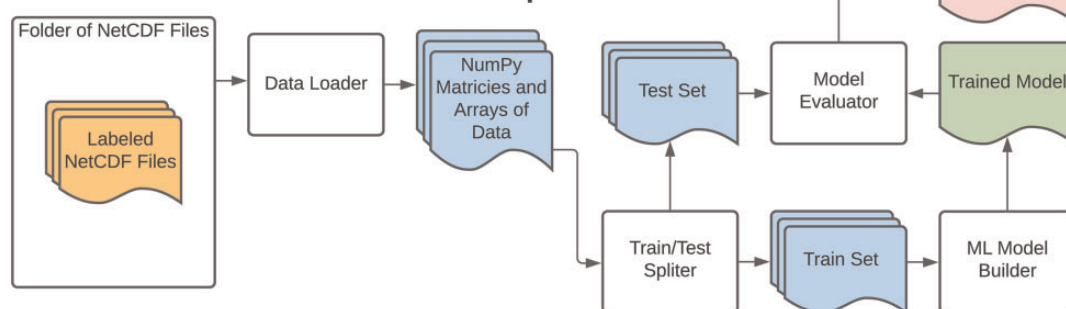 Folder of NetCDF Files
Labeled
NetCDF Files
Data Loader
NumPy
Matricies and
Arrays of
Data
Test Set
Model
Evaluator
Trained Model
Train/Test
Spliter
Train Set
ML Model
Builder